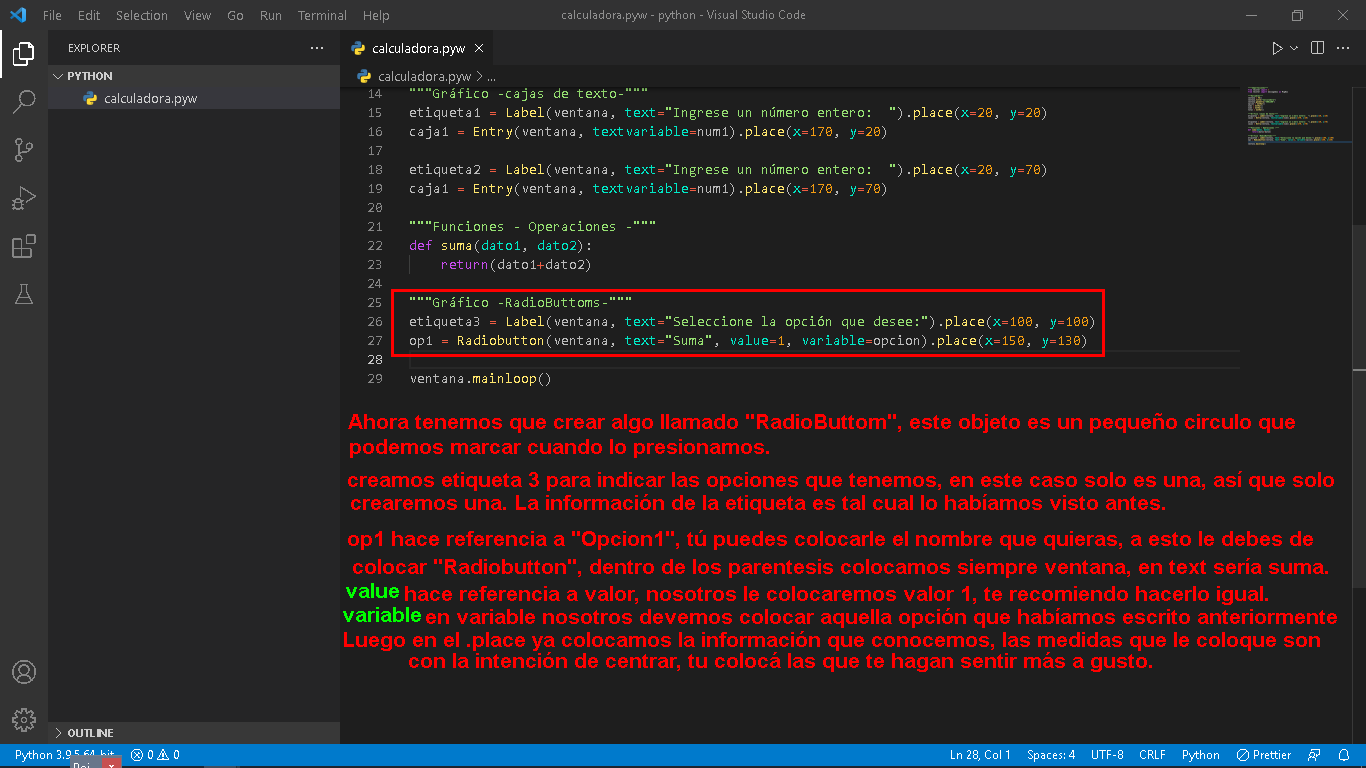 File Edit Selection View Go Run Terminal Help calculadora.pyw - python - Visual Studio Code
EXPLORER
calculadora.pyw
PYTHON
calculadora.pyw
calculadora.pyw > ...
14 """Gráfico -cajas de texto-"""
15 etiqueta1 = Label(ventana, text="Ingrese un número entero:  ").place(x=20, y=20)
16 caja1 = Entry(ventana, textvariable=num1).place(x=170, y=20)
17
18 etiqueta2 = Label(ventana, text="Ingrese un número entero:  ").place(x=20, y=70)
19 caja1 = Entry(ventana, textvariable=num1).place(x=170, y=70)
20
21 """Funciones - Operaciones -"""
22 def suma(dato1, dato2):
23     return(dato1+dato2)
24
25 """Gráfico -RadioButtoms-"""
26 etiqueta3 = Label(ventana, text="Seleccione la opción que desee:").place(x=100, y=100)
27 op1 = Radiobutton(ventana, text="Suma", value=1, variable=opcion).place(x=150, y=130)
28
29 ventana.mainloop()
Ahora tenemos que crear algo llamado "RadioButtom", este objeto es un pequeño circulo que
podemos marcar cuando lo presionamos.
creamos etiqueta 3 para indicar las opciones que tenemos, en este caso solo es una, así que solo
crearemos una. La información de la etiqueta es tal cual lo habíamos visto antes.
op1 hace referencia a "Opcion1", tú puedes colocarle el nombre que quieras, a esto le debes de
colocar "Radiobutton", dentro de los parentesis colocamos siempre ventana, en text sería suma.
value hace referencia a valor, nosotros le colocaremos valor 1, te recomiendo hacerlo igual.
variable en variable nosotros devemos colocar aquella opción que habíamos escrito anteriormente
Luego en el .place ya colocamos la información que conocemos, las medidas que le coloque son
con la intención de centrar, tu colocá las que te hagan sentir más a gusto.
OUTLINE
Python 3.9.5 64-bit 0 0 Ln 28, Col 1 Spaces: 4 UTF-8 CRLF Python Prettier